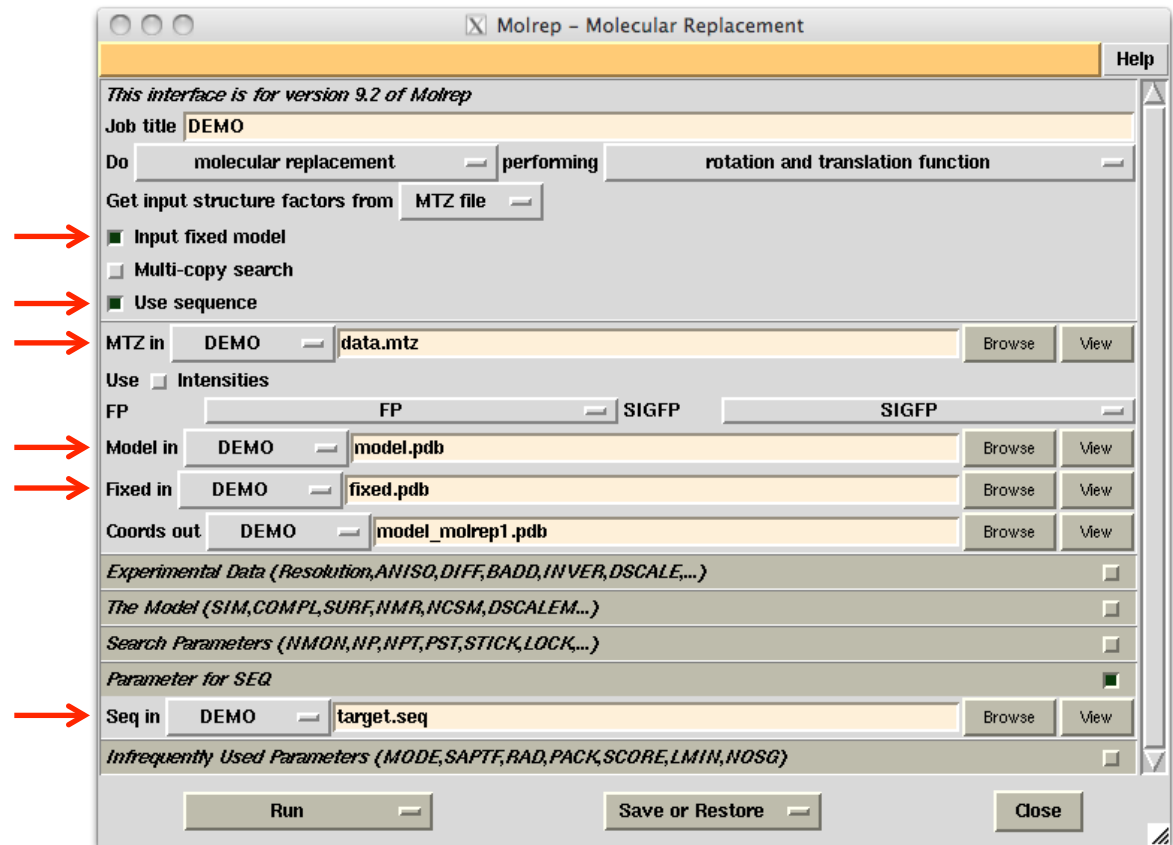 Molrep - Molecular Replacement
Help
This interface is for version 9.2 of Molrep
Job title DEMO
Do molecular replacement performing rotation and translation function
Get input structure factors from MTZ file
Input fixed model
Multi-copy search
Use sequence
MTZ in DEMO data.mtz Browse View
Use Intensities
FP FP SIGFP SIGFP
Model in DEMO model.pdb Browse View
Fixed in DEMO fixed.pdb Browse View
Coords out DEMO model_molrep1.pdb Browse View
Experimental Data (Resolution,ANISO,DIFF,BADD,INVER,DSCALE,...)
The Model (SIM,COMPL,SURF,NMR,NCSM,DSCALEM...)
Search Parameters (NMON,NP,NPT,PST,STICK,LOCK,...)
Parameter for SEQ
Seq in DEMO target.seq Browse View
Infrequently Used Parameters (MODE,SAPTF,RAD,PACK,SCORE,LMIN,NOSG)
Run Save or Restore Close